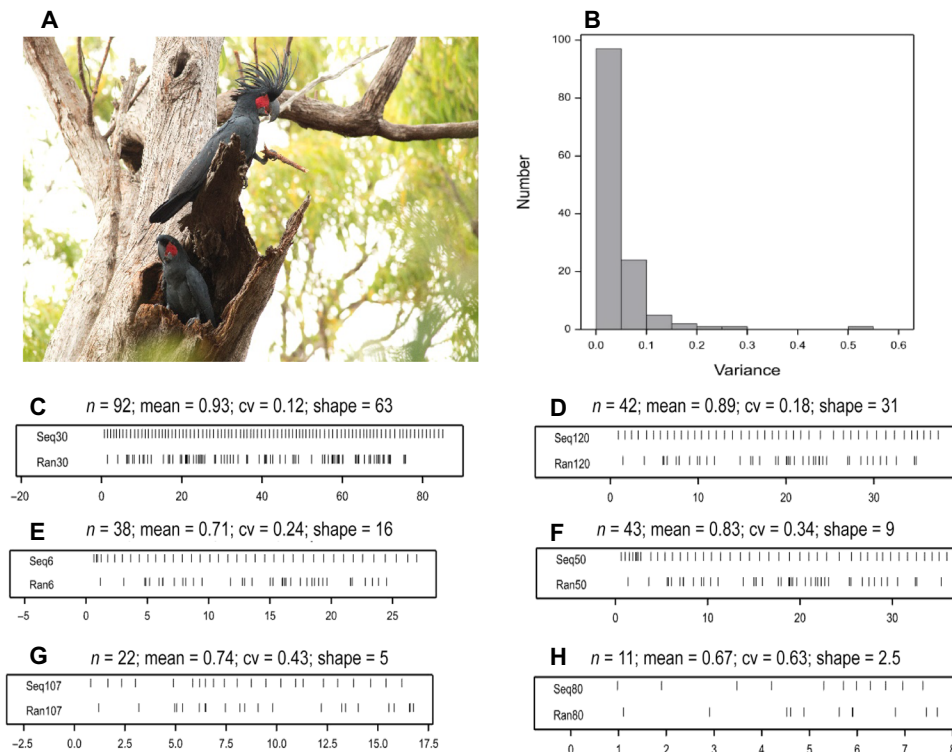 A
B
100
80
60
40
20
0
Number
0.0 0.1 0.2 0.3 0.4 0.5 0.6
Variance
C n = 92; mean = 0.93; cv = 0.12; shape = 63
Seq30
Ran30
–20 0 20 40 60 80
D n = 42; mean = 0.89; cv = 0.18; shape = 31
Seq120
Ran120
0 10 20 30
E n = 38; mean = 0.71; cv = 0.24; shape = 16
Seq6
Ran6
–5 0 5 10 15 20 25
F n = 43; mean = 0.83; cv = 0.34; shape = 9
Seq50
Ran50
0 10 20 30
G n = 22; mean = 0.74; cv = 0.43; shape = 5
Seq107
Ran107
–2.5 0.0 2.5 5.0 7.5 10.0 12.5 15.0 17.5
H n = 11; mean = 0.67; cv = 0.63; shape = 2.5
Seq80
Ran80
0 1 2 3 4 5 6 7